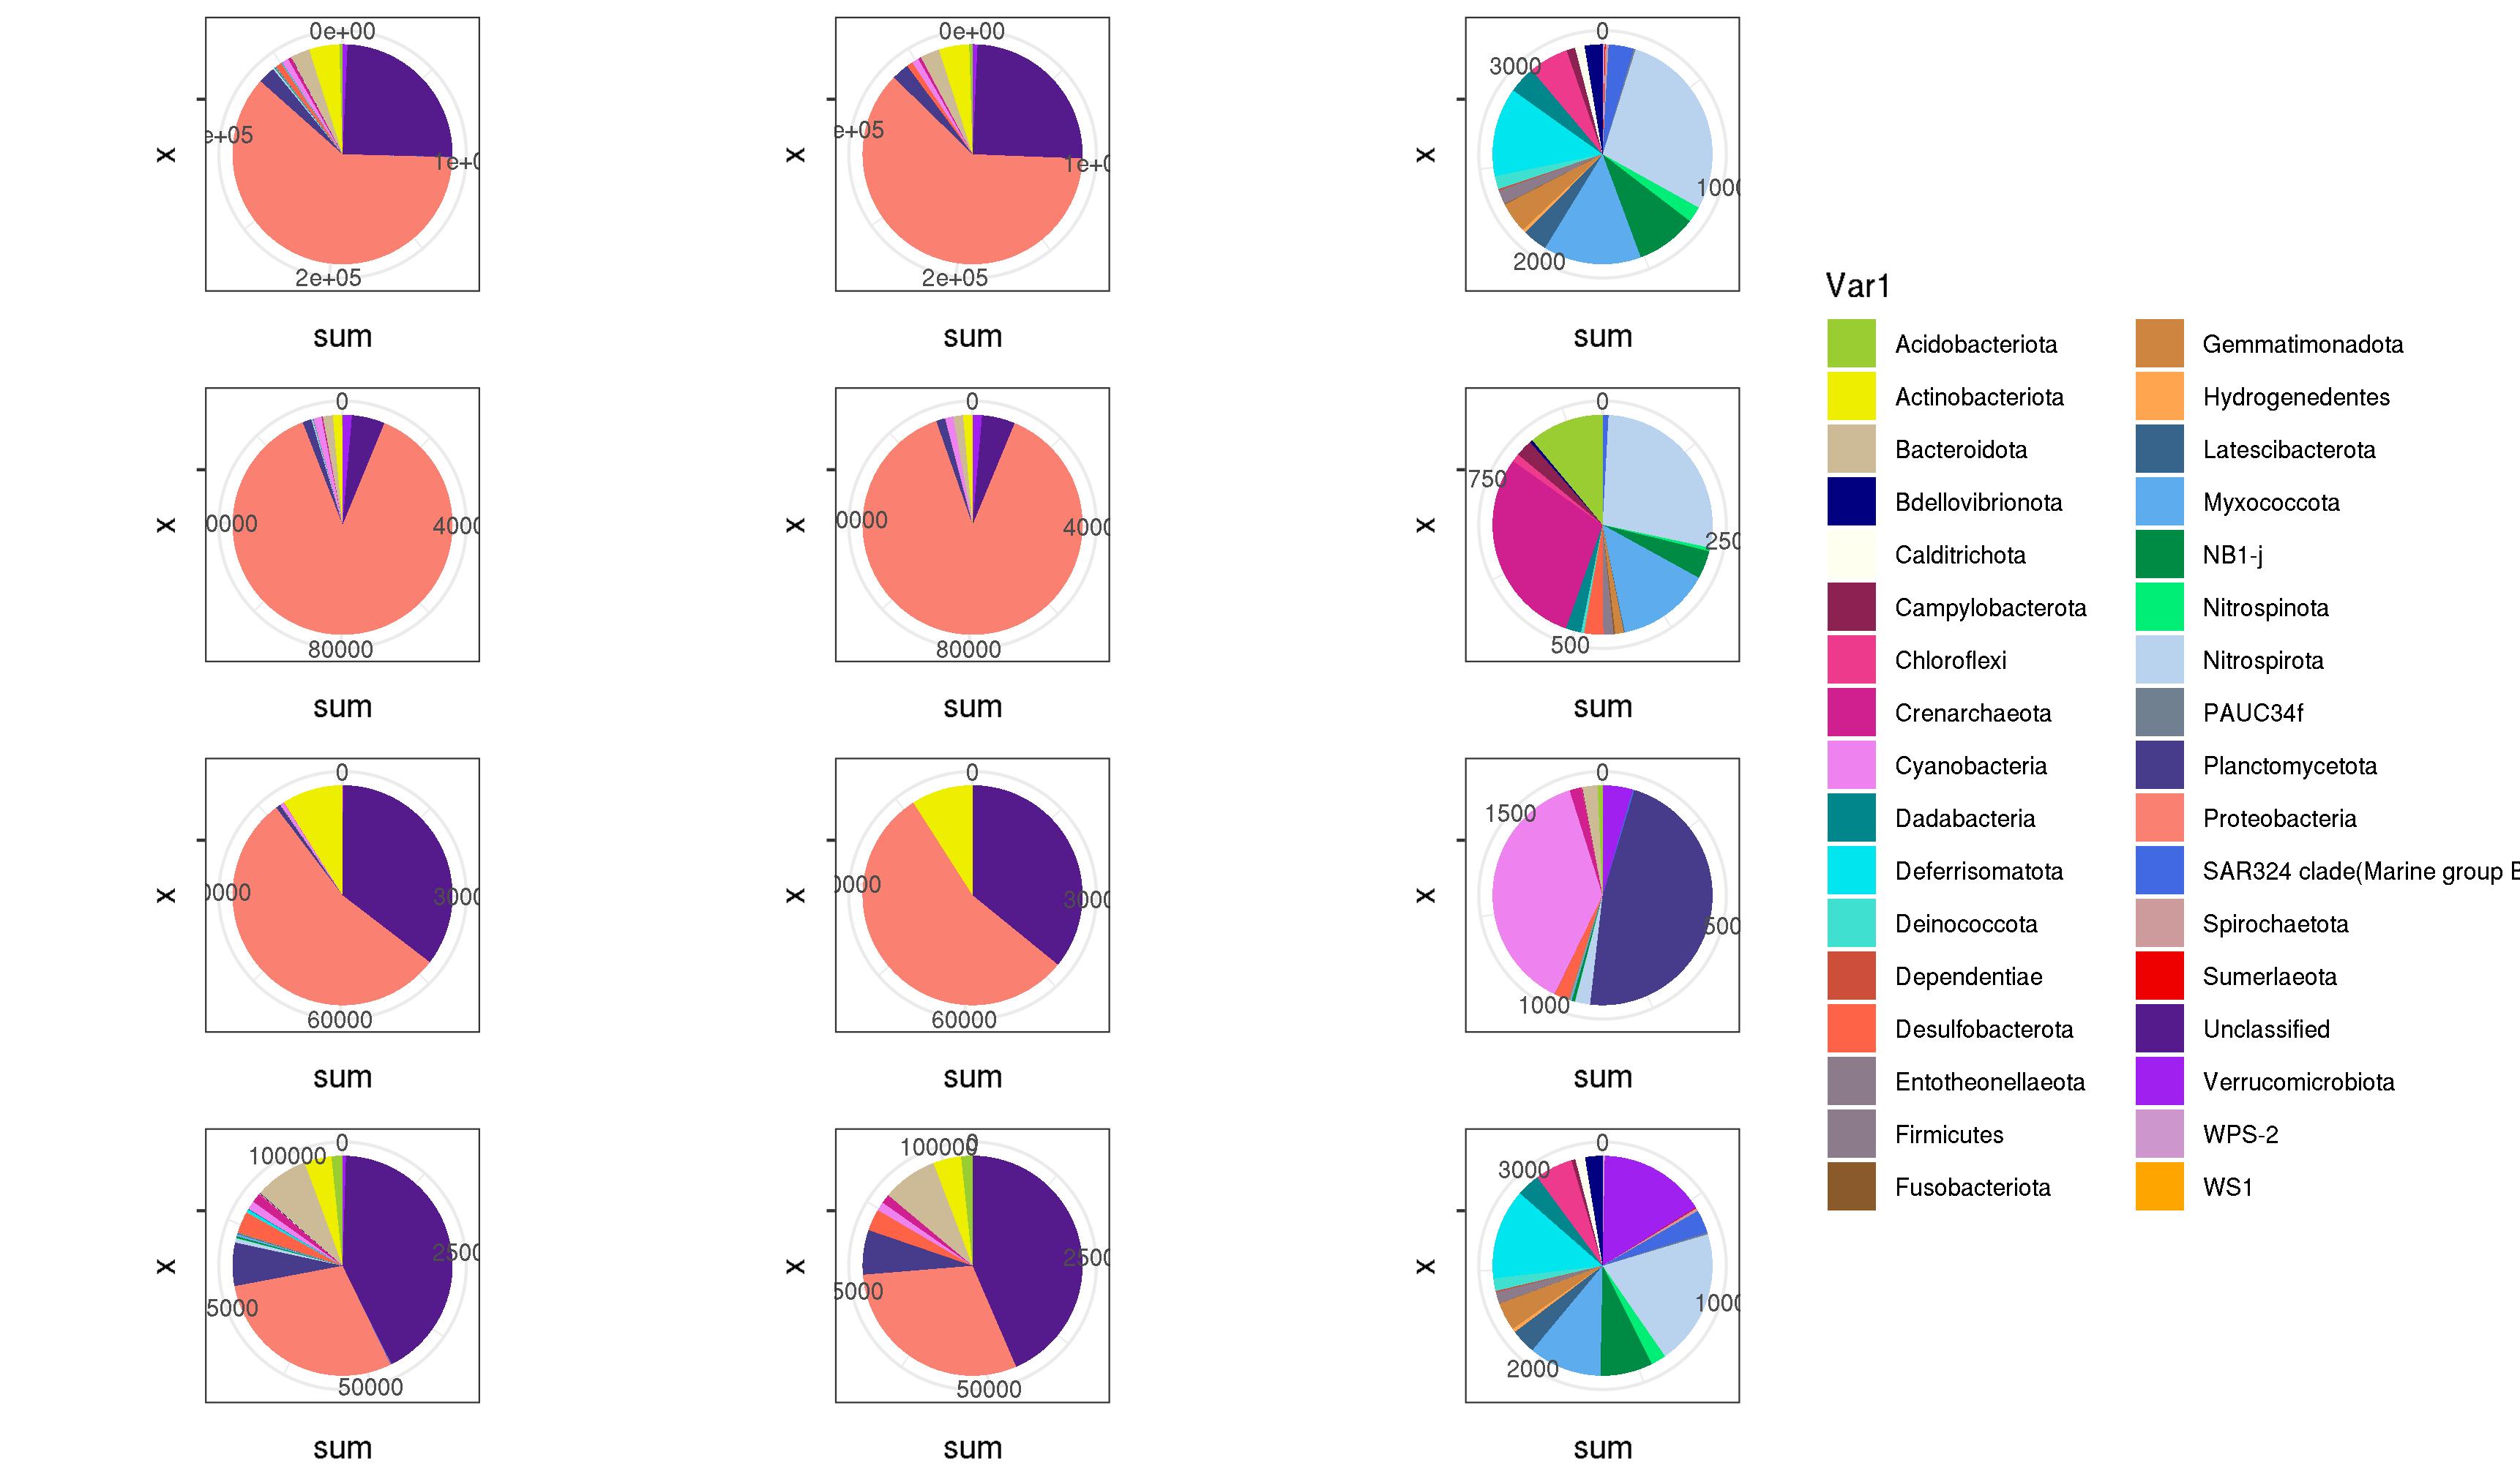 0e+00
e+05
1e+0
2e+05
x
sum
0e+00
e+05
1e+0
2e+05
x
sum
0
3000
1000
2000
x
sum
0
0000
4000
80000
x
sum
0
0000
4000
80000
x
sum
0
750
250
500
x
sum
0
0000
3000
60000
x
sum
0
0000
3000
60000
x
sum
0
1500
500
1000
x
sum
0
100000
2500
5000
50000
x
sum
0
100000
2500
5000
50000
x
sum
0
3000
1000
2000
x
sum
Var1
Acidobacteriota
Actinobacteriota
Bacteroidota
Bdellovibrionota
Calditrichota
Campylobacterota
Chloroflexi
Crenarchaeota
Cyanobacteria
Dadabacteria
Deferrisomatota
Deinococcota
Dependentiae
Desulfobacterota
Entotheonellaeota
Firmicutes
Fusobacteriota
Gemmatimonadota
Hydrogenedentes
Latescibacterota
Myxococcota
NB1-j
Nitrospinota
Nitrospirota
PAUC34f
Planctomycetota
Proteobacteria
SAR324 clade(Marine group B
Spirochaetota
Sumerlaeota
Unclassified
Verrucomicrobiota
WPS-2
WS1